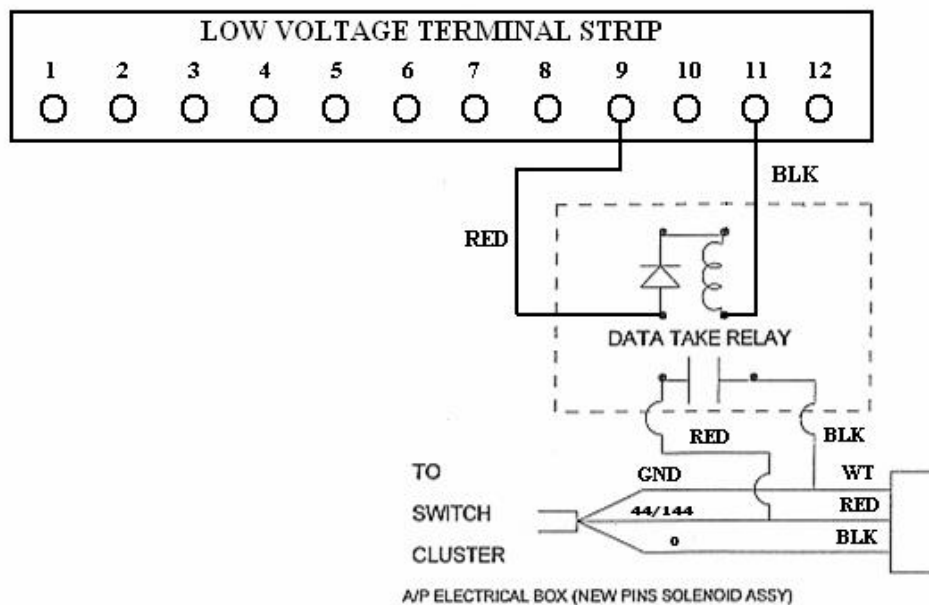 LOW VOLTAGE TERMINAL STRIP
1 2 3 4 5 6 7 8 9 10 11 12
BLK
RED
DATA TAKE RELAY
RED BLK
TO GND WT
SWITCH 44/144 RED
CLUSTER 0 BLK
A/P ELECTRICAL BOX (NEW PINS SOLENOID ASSY)